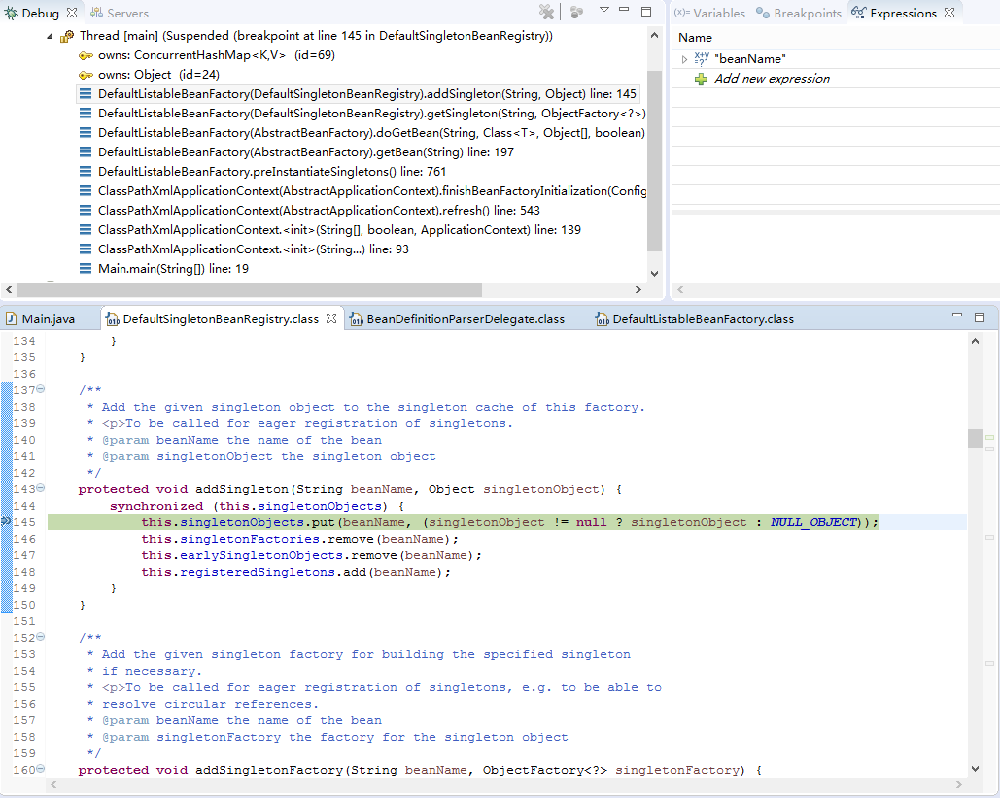 Debug
Servers
Thread [main] (Suspended (breakpoint at line 145 in DefaultSingletonBeanRegistry))
owns: ConcurrentHashMap<K,V>  (id=69)
owns: Object  (id=24)
DefaultListableBeanFactory(DefaultSingletonBeanRegistry).addSingleton(String, Object) line: 145
DefaultListableBeanFactory(DefaultSingletonBeanRegistry).getSingleton(String, ObjectFactory<?>)
DefaultListableBeanFactory(AbstractBeanFactory).doGetBean(String, Class<T>, Object[], boolean)
DefaultListableBeanFactory(AbstractBeanFactory).getBean(String) line: 197
DefaultListableBeanFactory.preInstantiateSingletons() line: 761
ClassPathXmlApplicationContext(AbstractApplicationContext).finishBeanFactoryInitialization(Config
ClassPathXmlApplicationContext(AbstractApplicationContext).refresh() line: 543
ClassPathXmlApplicationContext.<init>(String[], boolean, ApplicationContext) line: 139
ClassPathXmlApplicationContext.<init>(String...) line: 93
Main.main(String[]) line: 19
(x)= Variables
Breakpoints
Expressions
Name
"beanName"
Add new expression
Main.java
DefaultSingletonBeanRegistry.class
BeanDefinitionParserDelegate.class
DefaultListableBeanFactory.class
134         }
135     }
136
137     /**
138      * Add the given singleton object to the singleton cache of this factory.
139      * <p>To be called for eager registration of singletons.
140      * @param beanName the name of the bean
141      * @param singletonObject the singleton object
142      */
143     protected void addSingleton(String beanName, Object singletonObject) {
144         synchronized (this.singletonObjects) {
145             this.singletonObjects.put(beanName, (singletonObject != null ? singletonObject : NULL_OBJECT));
146             this.singletonFactories.remove(beanName);
147             this.earlySingletonObjects.remove(beanName);
148             this.registeredSingletons.add(beanName);
149         }
150     }
151
152     /**
153      * Add the given singleton factory for building the specified singleton
154      * if necessary.
155      * <p>To be called for eager registration of singletons, e.g. to be able to
156      * resolve circular references.
157      * @param beanName the name of the bean
158      * @param singletonFactory the factory for the singleton object
159      */
160     protected void addSingletonFactory(String beanName, ObjectFactory<?> singletonFactory) {